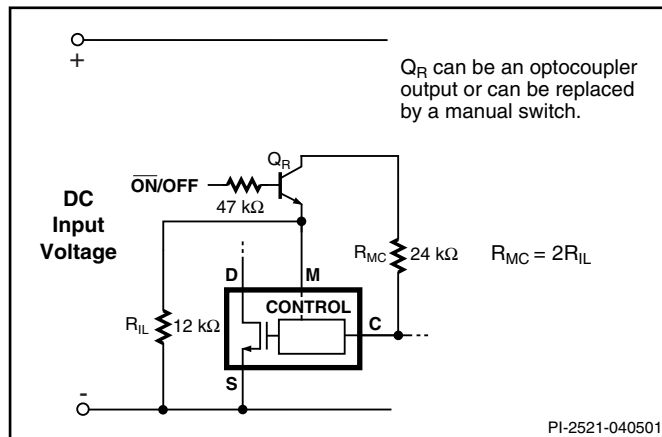 +
Q_R can be an optocoupler
output or can be replaced
by a manual switch.
Q_R
O̅N̅/OFF
47 kΩ
DC
Input
Voltage
R_MC
24 kΩ
R_MC = 2R_IL
D
M
CONTROL
C
R_IL
12 kΩ
S
-
PI-2521-040501